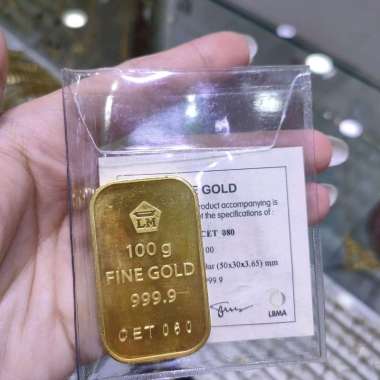 LM
100 g
FINE GOLD
999.9
CET 080
GOLD
product accompanying is
the specifications of :
CET 080
00
(50x30x3.65) mm
999.9
LBMA